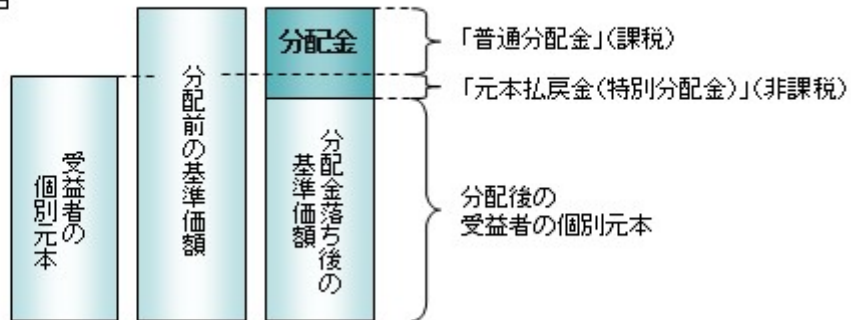 受益者の
個別元本
分配前の基準価額
分配金
分配金落ち後の
基準価額
「普通分配金」(課税)
「元本払戻金(特別分配金)」(非課税)
分配後の
受益者の個別元本